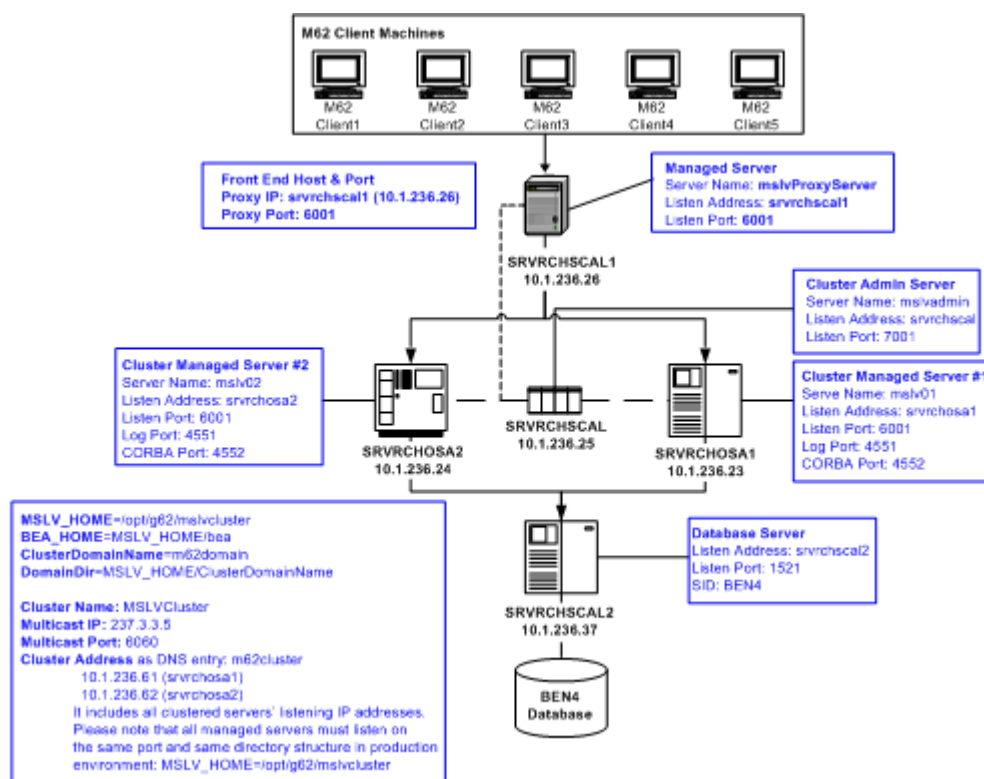 M62 Client Machines
M62
Client1
M62
Client2
M62
Client3
M62
Client4
M62
Client5
Front End Host & Port
Proxy IP: srvrchscal1 (10.1.236.26)
Proxy Port: 6001
Managed Server
Server Name: mslvProxyServer
Listen Address: srvrchscal1
Listen Port: 6001
SRVRCHSCAL1
10.1.236.26
Cluster Admin Server
Server Name: mslvadmin
Listen Address: srvrchscal
Listen Port: 7001
Cluster Managed Server #2
Server Name: mslv02
Listen Address: srvrchosa2
Listen Port: 6001
Log Port: 4551
CORBA Port: 4552
SRVRCHOSA2
10.1.236.24
SRVRCHSCAL
10.1.236.25
SRVRCHOSA1
10.1.236.23
Cluster Managed Server #1
Serve Name: mslv01
Listen Address: srvrchosa1
Listen Port: 6001
Log Port: 4551
CORBA Port: 4552
MSLV_HOME=/opt/g62/mslvcluster
BEA_HOME=MSLV_HOME/bea
ClusterDomainName=m62domain
DomainDir=MSLV_HOME/ClusterDomainName
Cluster Name: MSLVCluster
Multicast IP: 237.3.3.5
Multicast Port: 6060
Cluster Address as DNS entry: m62cluster
10.1.236.61 (srvrchosa1)
10.1.236.62 (srvrchosa2)
It includes all clustered servers' listening IP addresses.
Please note that all managed servers must listen on
the same port and same directory structure in production
environment: MSLV_HOME=/opt/g62/mslvcluster
Database Server
Listen Address: srvrchscal2
Listen Port: 1521
SID: BEN4
SRVRCHSCAL2
10.1.236.37
BEN4
Database